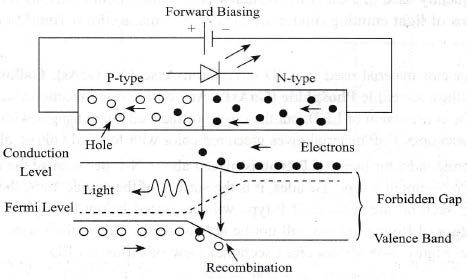 Forward Biasing
+ −
P-type
N-type
Hole
Electrons
Conduction
Level
Light
Forbidden Gap
Fermi Level
Valence Band
Recombination